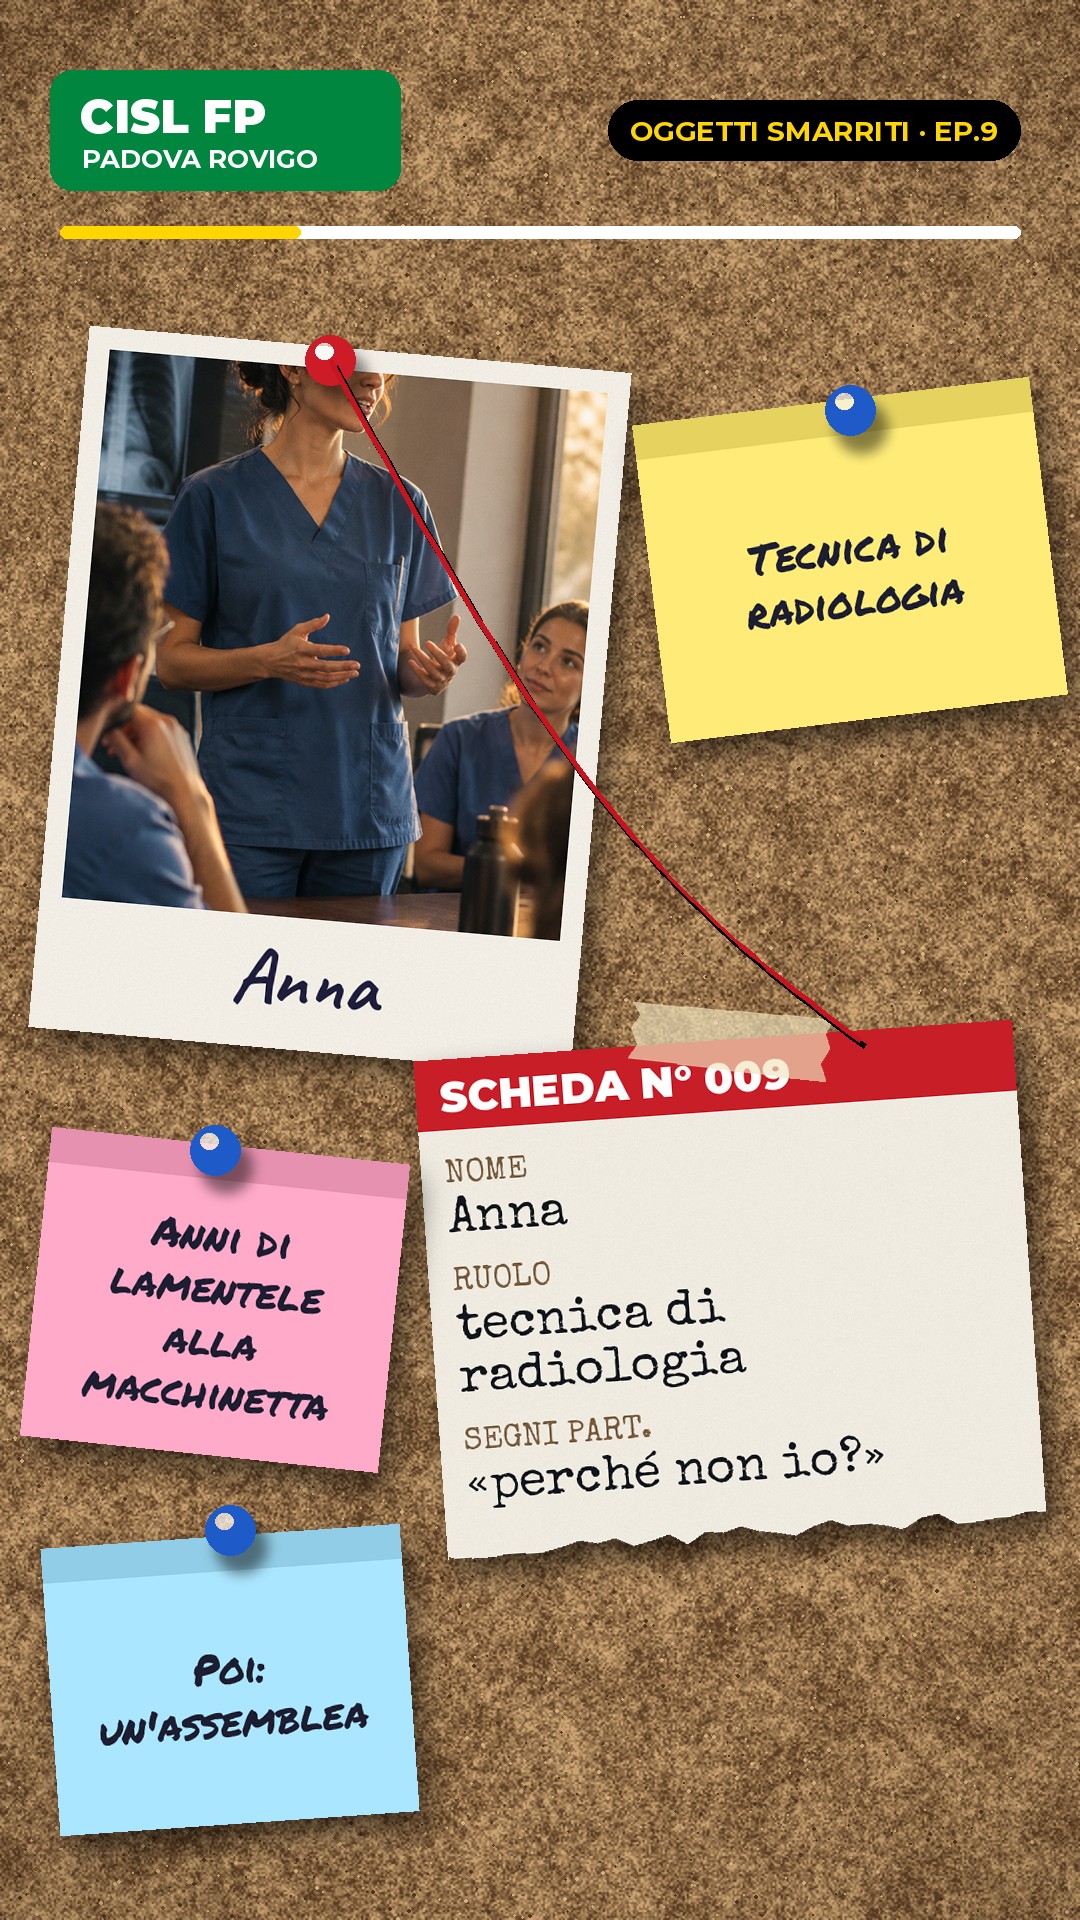 CISL FP
PADOVA ROVIGO
OGGETTI SMARRITI · EP.9
TECNICA DI
RADIOLOGIA
Anna
SCHEDA N° 009
NOME
Anna
RUOLO
tecnica di
radiologia
SEGNI PART.
«perché non io?»
ANNI DI
LAMENTELE
ALLA
MACCHINETTA
POI:
UN'ASSEMBLEA